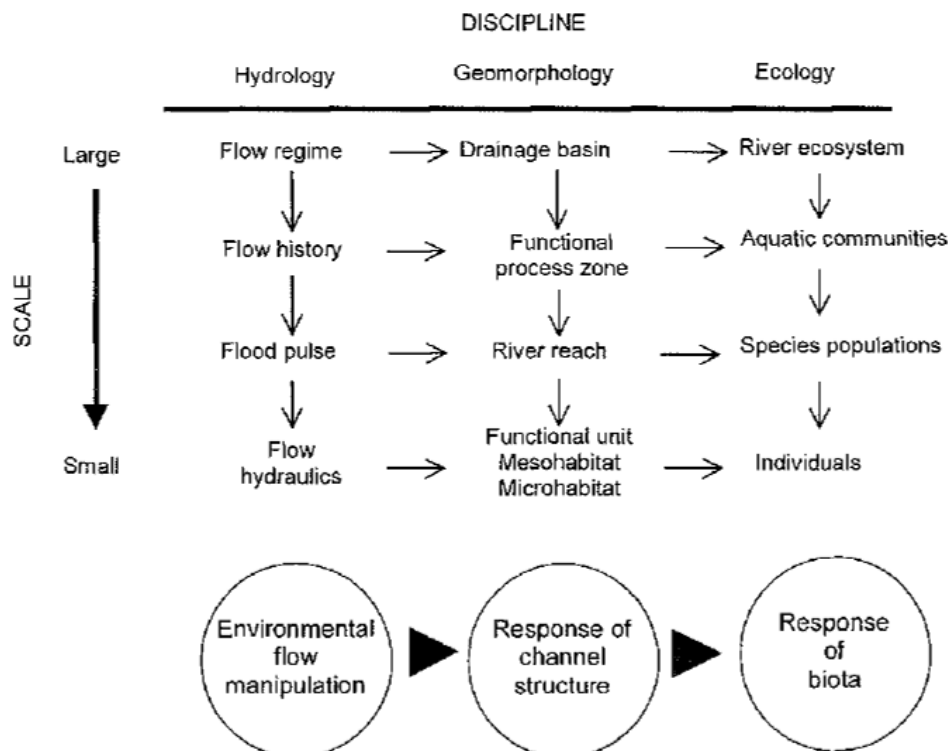 DISCIPLINE
Hydrology Geomorphology Ecology
Large Flow regime Drainage basin River ecosystem
Flow history Functional process zone Aquatic communities
SCALE
Flood pulse River reach Species populations
Small Flow hydraulics Functional unit Mesohabitat Microhabitat Individuals
Environmental
flow
manipulation
Response of
channel
structure
Response
of
biota